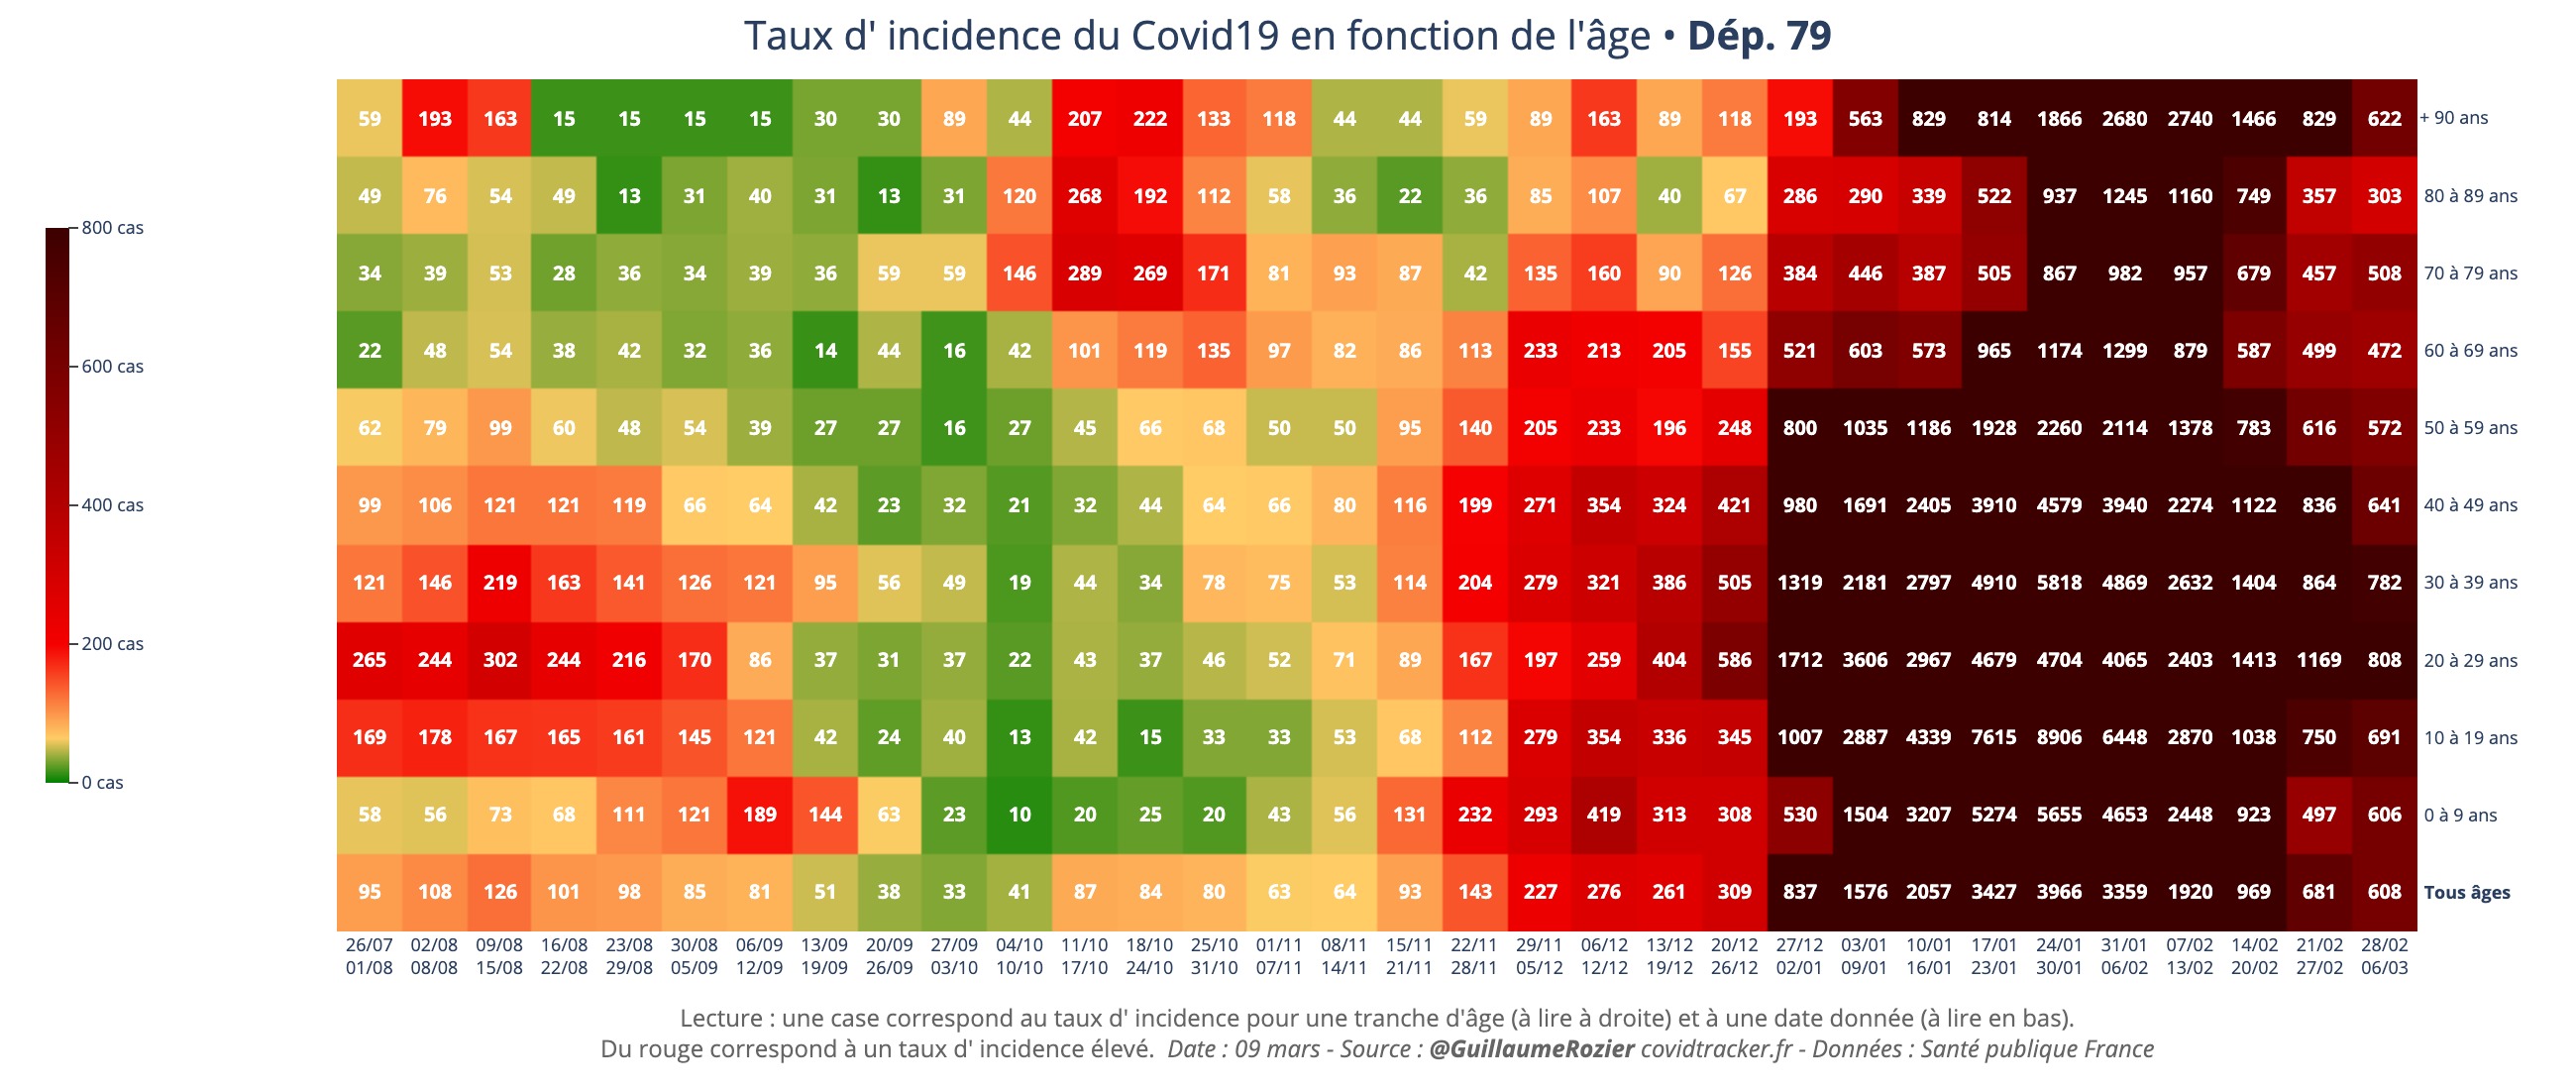 Taux d' incidence du Covid19 en fonction de l'âge • Dép. 79
59 193 163 15 15 15 15 30 30 89 44 207 222 133 118 44 44 59 89 163 89 118 193 563 829 814 1866 2680 2740 1466 829 622 + 90 ans
49 76 54 49 13 31 40 31 13 31 120 268 192 112 58 36 22 36 85 107 40 67 286 290 339 522 937 1245 1160 749 357 303 80 à 89 ans
800 cas
34 39 53 28 36 34 39 36 59 59 146 289 269 171 81 93 87 42 135 160 90 126 384 446 387 505 867 982 957 679 457 508 70 à 79 ans
22 48 54 38 42 32 36 14 44 16 42 101 119 135 97 82 86 113 233 213 205 155 521 603 573 965 1174 1299 879 587 499 472 60 à 69 ans
600 cas
62 79 99 60 48 54 39 27 27 16 27 45 66 68 50 50 95 140 205 233 196 248 800 1035 1186 1928 2260 2114 1378 783 616 572 50 à 59 ans
400 cas
99 106 121 121 119 66 64 42 23 32 21 32 44 64 66 80 116 199 271 354 324 421 980 1691 2405 3910 4579 3940 2274 1122 836 641 40 à 49 ans
121 146 219 163 141 126 121 95 56 49 19 44 34 78 75 53 114 204 279 321 386 505 1319 2181 2797 4910 5818 4869 2632 1404 864 782 30 à 39 ans
200 cas
265 244 302 244 216 170 86 37 31 37 22 43 37 46 52 71 89 167 197 259 404 586 1712 3606 2967 4679 4704 4065 2403 1413 1169 808 20 à 29 ans
169 178 167 165 161 145 121 42 24 40 13 42 15 33 33 53 68 112 279 354 336 345 1007 2887 4339 7615 8906 6448 2870 1038 750 691 10 à 19 ans
0 cas
58 56 73 68 111 121 189 144 63 23 10 20 25 20 43 56 131 232 293 419 313 308 530 1504 3207 5274 5655 4653 2448 923 497 606 0 à 9 ans
95 108 126 101 98 85 81 51 38 33 41 87 84 80 63 64 93 143 227 276 261 309 837 1576 2057 3427 3966 3359 1920 969 681 608 Tous âges
26/07 02/08 09/08 16/08 23/08 30/08 06/09 13/09 20/09 27/09 04/10 11/10 18/10 25/10 01/11 08/11 15/11 22/11 29/11 06/12 13/12 20/12 27/12 03/01 10/01 17/01 24/01 31/01 07/02 14/02 21/02 28/02
01/08 08/08 15/08 22/08 29/08 05/09 12/09 19/09 26/09 03/10 10/10 17/10 24/10 31/10 07/11 14/11 21/11 28/11 05/12 12/12 19/12 26/12 02/01 09/01 16/01 23/01 30/01 06/02 13/02 20/02 27/02 06/03
Lecture : une case correspond au taux d' incidence pour une tranche d'âge (à lire à droite) et à une date donnée (à lire en bas).
Du rouge correspond à un taux d' incidence élevé. Date : 09 mars - Source : @GuillaumeRozier covidtracker.fr - Données : Santé publique France